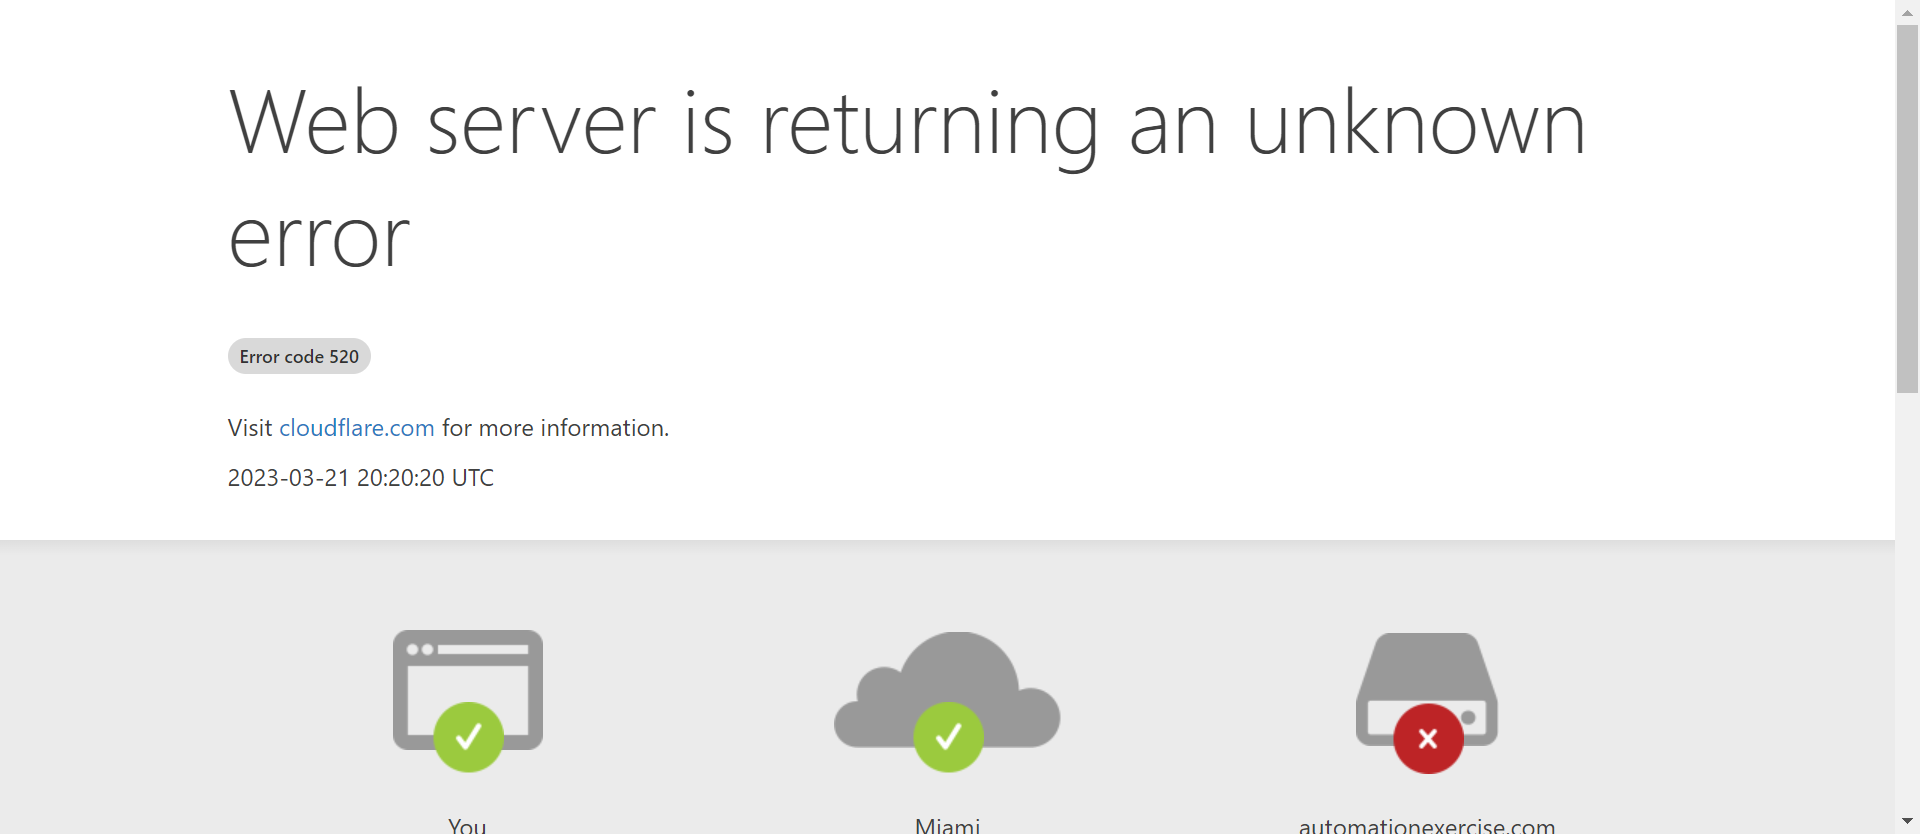 Web server is returning an unknown
error
Error code 520
Visit cloudflare.com for more information.
2023-03-21 20:20:20 UTC
You
Miami
automationexercise.com